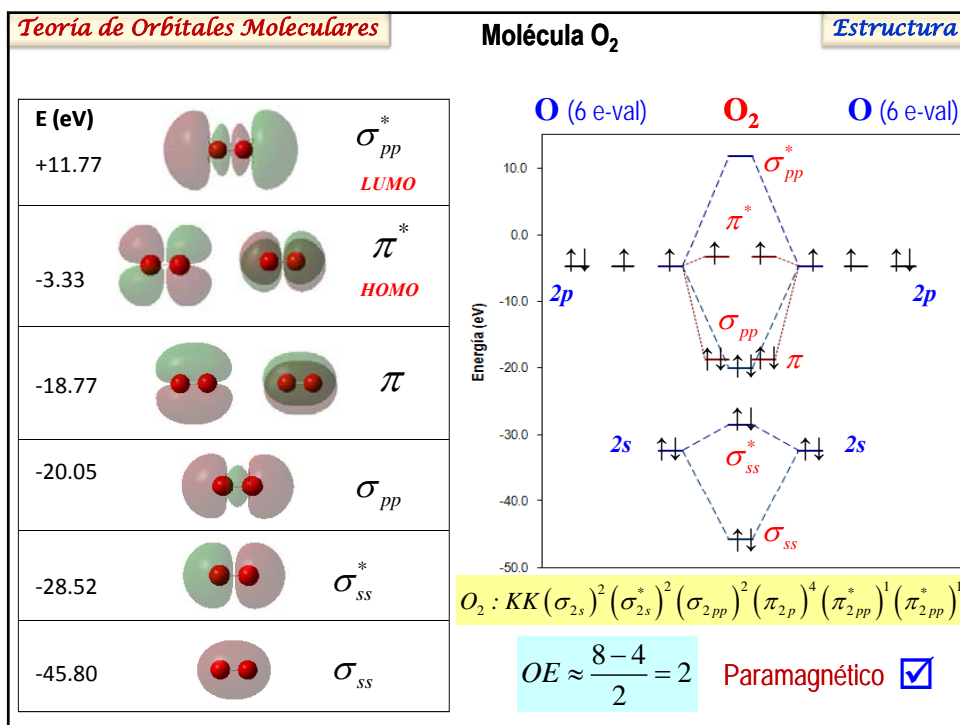 Teoría de Orbitales Moleculares
Molécula O₂
Estructura
E (eV)
+11.77
σ*pp
LUMO
-3.33
π*
HOMO
-18.77
π
-20.05
σpp
-28.52
σ*ss
-45.80
σss
O (6 e-val)
O₂
O (6 e-val)
Energía (eV)
10.0
0.0
-10.0
-20.0
-30.0
-40.0
-50.0
σ*pp
π*
2p
2p
σpp
π
2s
2s
σ*ss
σss
O₂ : KK(σ₂s)²(σ*₂s)²(σ₂pp)²(π₂p)⁴(π*₂pp)¹(π*₂pp)¹
OE ≈ (8 − 4)/2 = 2
Paramagnético ☑